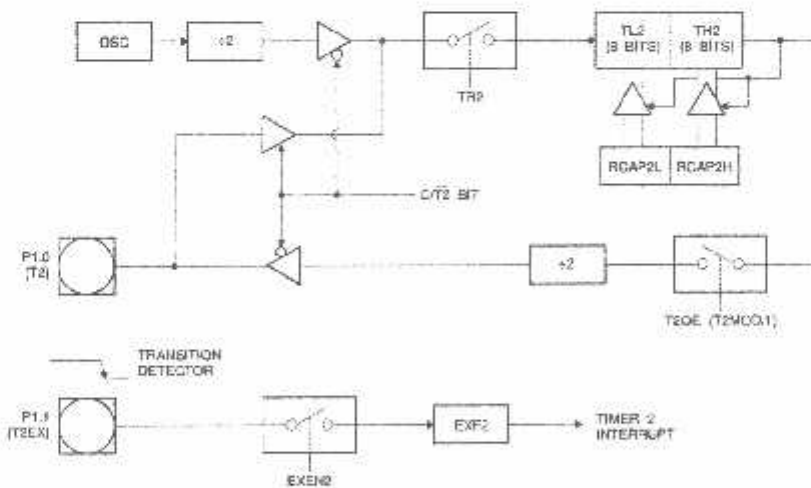 OSC
÷2
TR2
TL2
(8 BITS)
TH2
(8 BITS)
RCAP2L
RCAP2H
C/T2 BIT
P1.0
(T2)
÷2
T2OE (T2MOD.1)
TRANSITION
DETECTOR
P1.1
(T2EX)
EXEN2
EXF2
TIMER 2
INTERRUPT